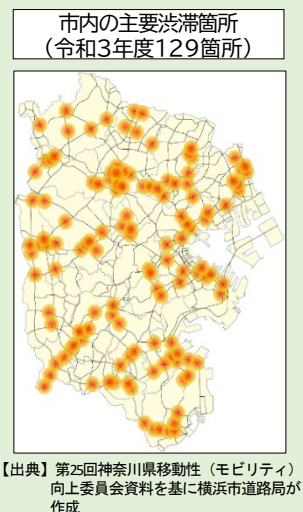 市内の主要渋滞箇所
（令和3年度129箇所）
【出典】第25回神奈川県移動性（モビリティ）
向上委員会資料を基に横浜市道路局が
作成